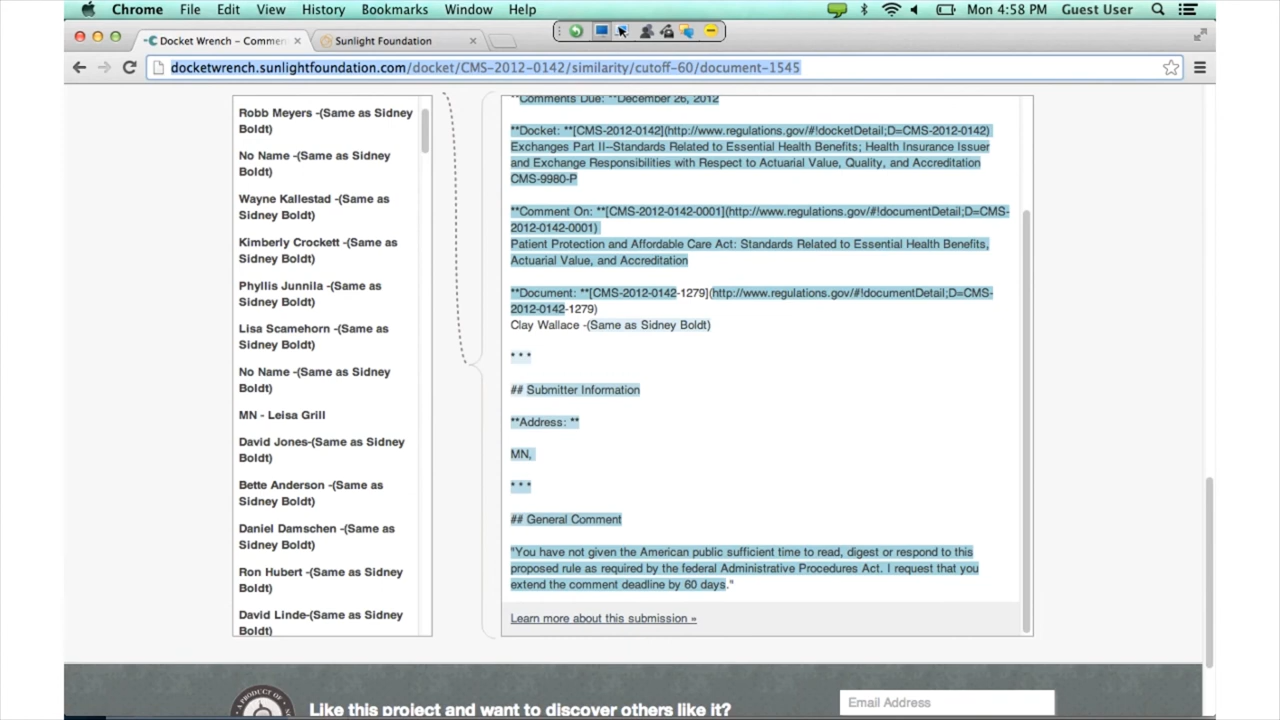 Chrome File Edit View History Bookmarks Window Help Mon 4:58 PM Guest User
Docket Wrench – Commen Sunlight Foundation
docketwrench.sunlightfoundation.com/docket/CMS-2012-0142/similarity/cutoff-60/document-1545
Robb Meyers -(Same as Sidney
Boldt)
No Name -(Same as Sidney
Boldt)
Wayne Kallestad -(Same as
Sidney Boldt)
Kimberly Crockett -(Same as
Sidney Boldt)
Phyllis Junnila -(Same as
Sidney Boldt)
Lisa Scamehorn -(Same as
Sidney Boldt)
No Name -(Same as Sidney
Boldt)
MN - Leisa Grill
David Jones-(Same as Sidney
Boldt)
Bette Anderson -(Same as
Sidney Boldt)
Daniel Damschen -(Same as
Sidney Boldt)
Ron Hubert -(Same as
Sidney Boldt)
David Linde-(Same as Sidney
Boldt)
**Comments Due: **December 26, 2012
**Docket: **[CMS-2012-0142](http://www.regulations.gov/#!docketDetail;D=CMS-2012-0142)
Exchanges Part II--Standards Related to Essential Health Benefits; Health Insurance Issuer
and Exchange Responsibilities with Respect to Actuarial Value, Quality, and Accreditation
CMS-9980-P
**Comment On: **[CMS-2012-0142-0001](http://www.regulations.gov/#!documentDetail;D=CMS-
2012-0142-0001)
Patient Protection and Affordable Care Act: Standards Related to Essential Health Benefits,
Actuarial Value, and Accreditation
**Document: **[CMS-2012-0142-1279](http://www.regulations.gov/#!documentDetail;D=CMS-
2012-0142-1279)
Clay Wallace -(Same as Sidney Boldt)
* * *
## Submitter Information
**Address: **
MN,
* * *
## General Comment
"You have not given the American public sufficient time to read, digest or respond to this
proposed rule as required by the federal Administrative Procedures Act. I request that you
extend the comment deadline by 60 days."
Learn more about this submission »
A PRODUCT OF
Like this project and want to discover others like it?
Email Address